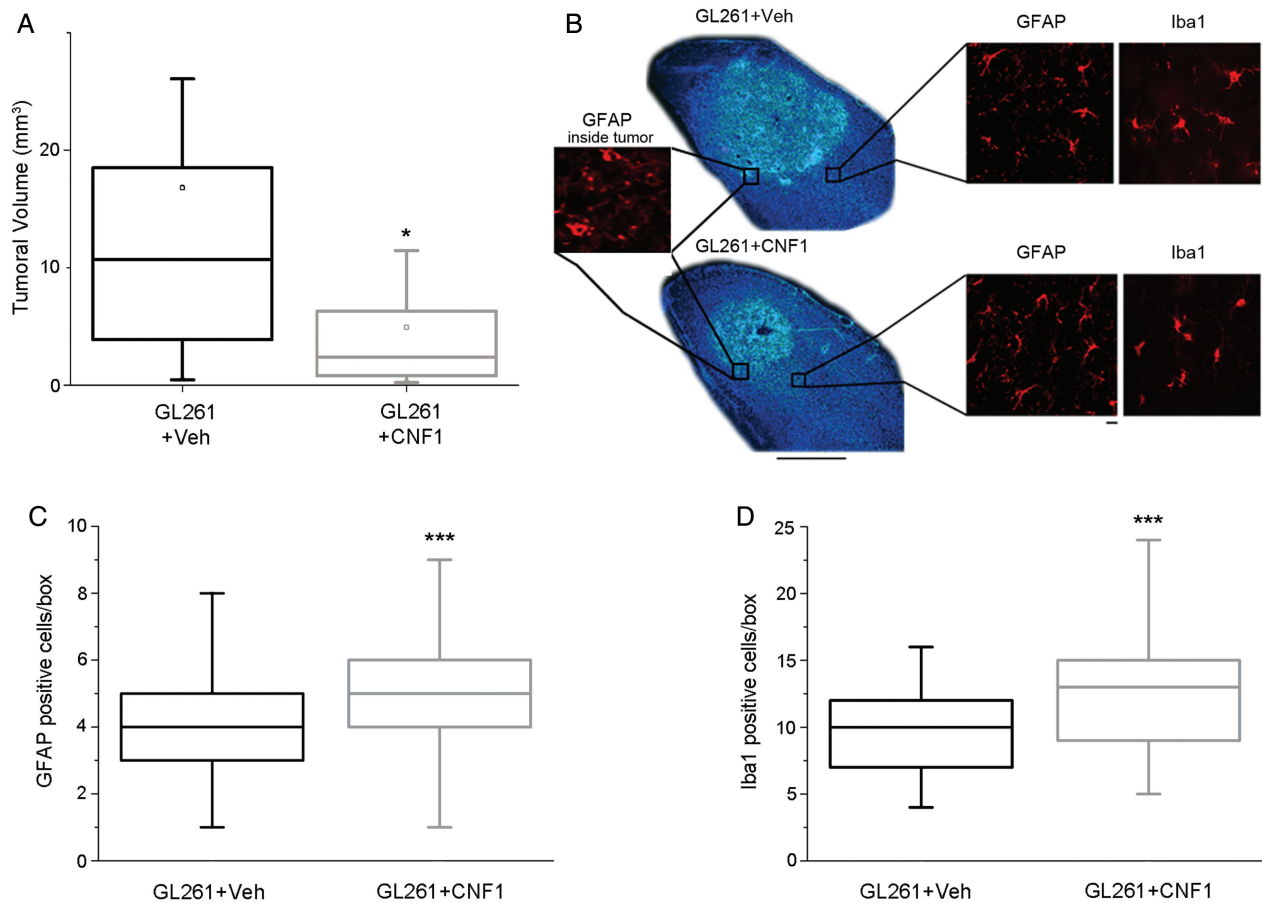 A
Tumoral Volume (mm³)
20
10
0
*
GL261
+Veh
GL261
+CNF1
B
GL261+Veh
GFAP
Iba1
GFAP
inside tumor
GL261+CNF1
GFAP
Iba1
C
GFAP positive cells/box
10
8
6
4
2
0
***
GL261+Veh
GL261+CNF1
D
Iba1 positive cells/box
25
20
15
10
5
0
***
GL261+Veh
GL261+CNF1